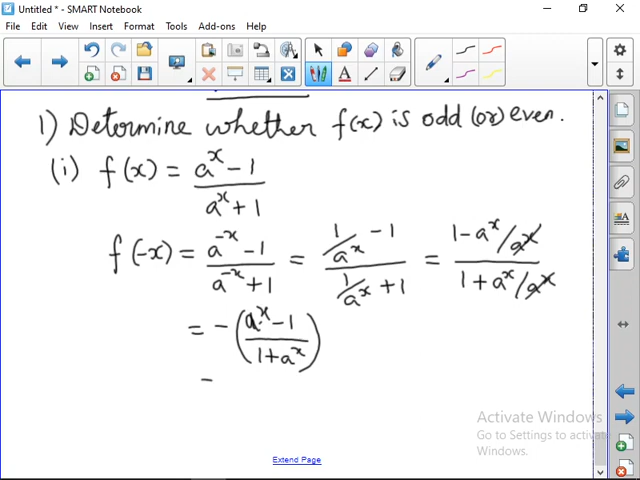 Untitled * - SMART Notebook
File Edit View Insert Format Tools Add-ons Help
1) Determine whether f(x) is odd (or) even.
(i) f(x) = a^x - 1 / a^x + 1
f(-x) = a^-x - 1 / a^-x + 1 = 1/a^x - 1 / 1/a^x + 1 = 1 - a^x/a^x / 1 + a^x/a^x
= - (a^x - 1 / 1 + a^x)
=
Activate Windows
Go to Settings to activate
Windows.
Extend Page